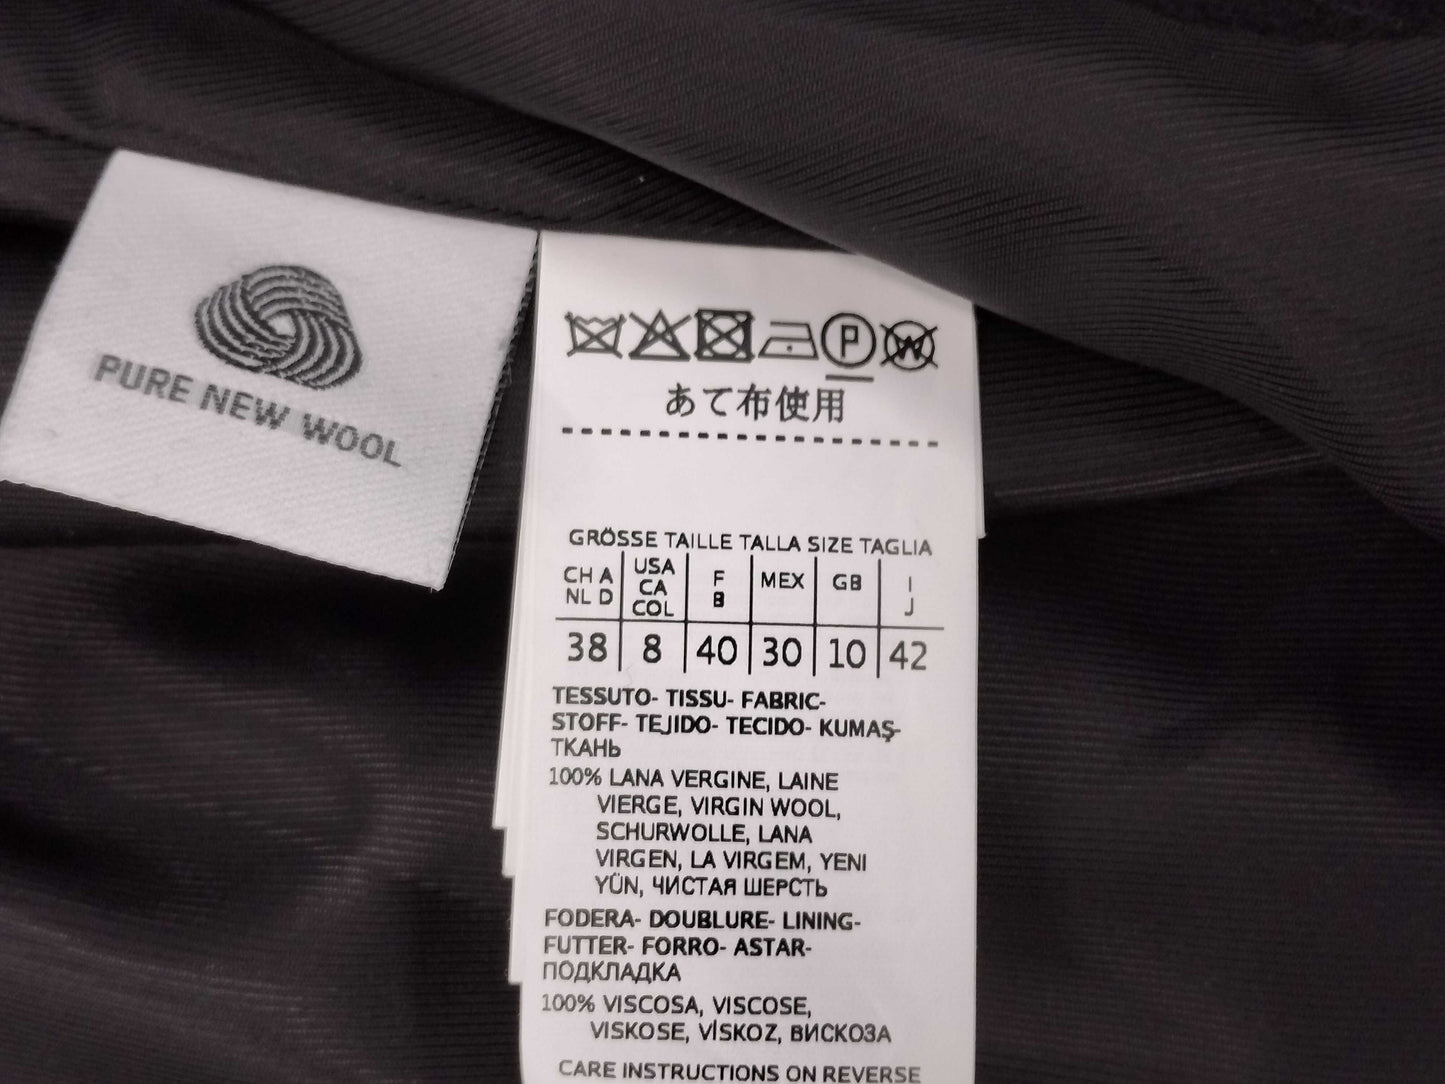 PURE NEW WOOL
P W
あて布使用
GRÖSSE TAILLE TALLA SIZE TAGLIA
CH A NL D USA CA COL F B MEX GB I J
38 8 40 30 10 42
TESSUTO- TISSU- FABRIC-
STOFF- TEJIDO- TECIDO- KUMAŞ-
ТКАНЬ
100% LANA VERGINE, LAINE
VIERGE, VIRGIN WOOL,
SCHURWOLLE, LANA
VIRGEN, LA VIRGEM, YENI
YÜN, ЧИСТАЯ ШЕРСТЬ
FODERA- DOUBLURE- LINING-
FUTTER- FORRO- ASTAR-
ПОДКЛАДКА
100% VISCOSA, VISCOSE,
VISKOSE, VİSKOZ, ВИСКОЗА
CARE INSTRUCTIONS ON REVERSE